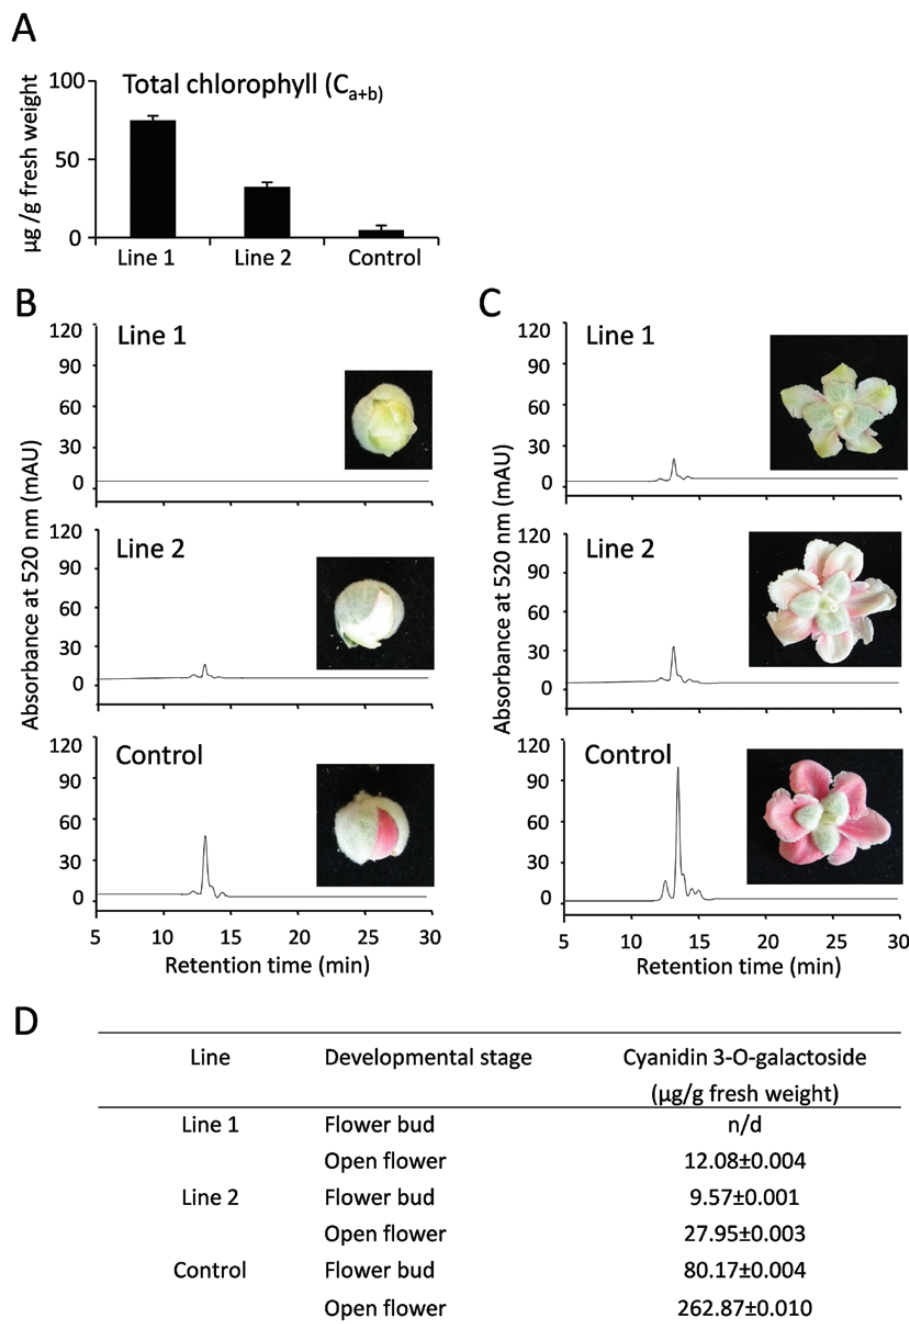 A
Total chlorophyll (Ca+b)
µg /g fresh weight
100
50
0
Line 1 Line 2 Control
B
Absorbance at 520 nm (mAU)
Line 1
120
90
60
30
0
Line 2
120
90
60
30
0
Control
120
90
60
30
0
5 10 15 20 25 30
Retention time (min)
C
Absorbance at 520 nm (mAU)
Line 1
120
90
60
30
0
Line 2
120
90
60
30
0
Control
120
90
60
30
0
5 10 15 20 25 30
Retention time (min)
D
Line Developmental stage Cyanidin 3-O-galactoside
(µg/g fresh weight)
Line 1 Flower bud n/d
Open flower 12.08±0.004
Line 2 Flower bud 9.57±0.001
Open flower 27.95±0.003
Control Flower bud 80.17±0.004
Open flower 262.87±0.010